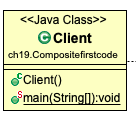 <<Java Class>>
Client
ch19.Compositefirstcode
Client()
main(String[]):void